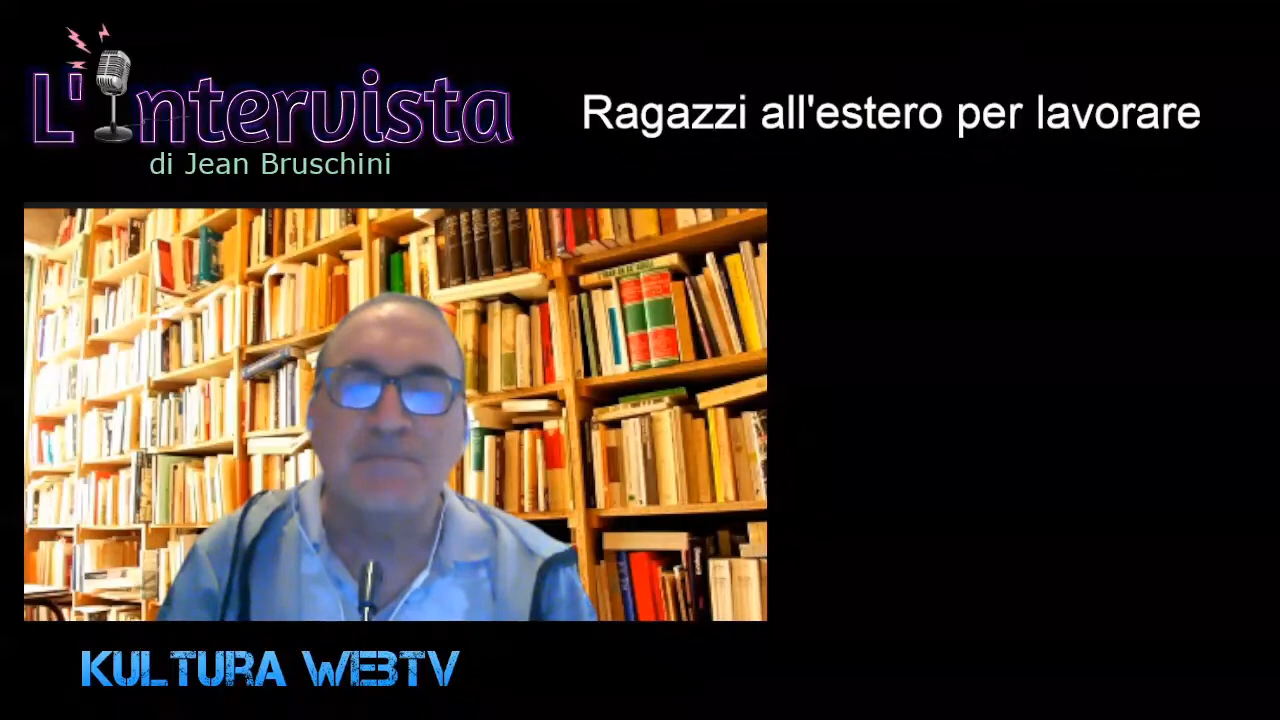 L'intervista
di Jean Bruschini
Ragazzi all'estero per lavorare
KULTURA WEBTV